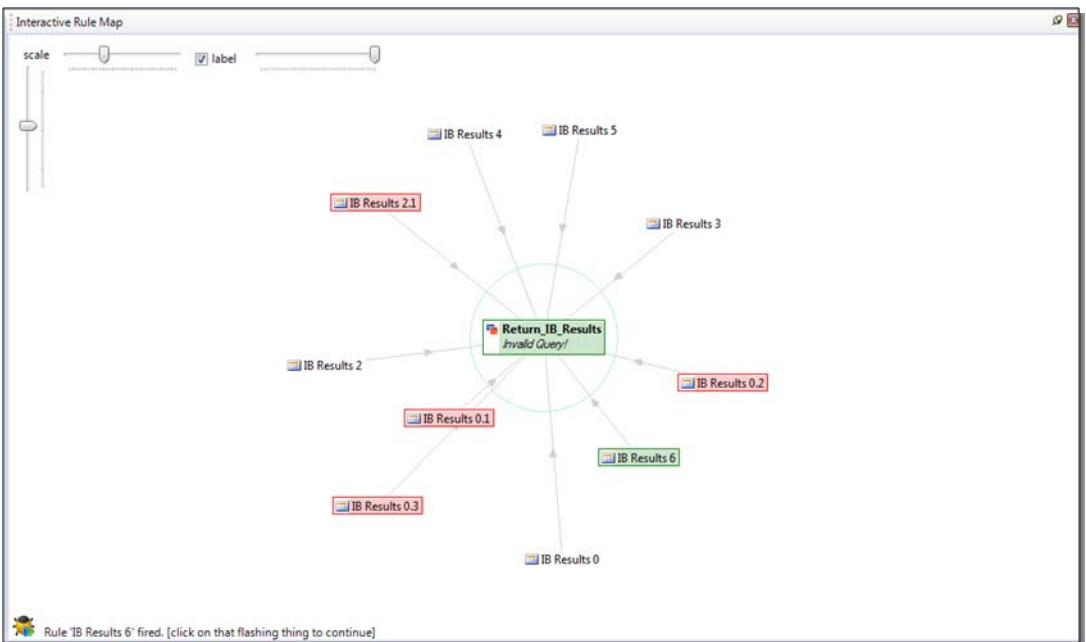 Interactive Rule Map
scale
label
IB Results 4
IB Results 5
IB Results 2.1
IB Results 3
Return_IB_Results
Invalid Query!
IB Results 2
IB Results 0.2
IB Results 0.1
IB Results 6
IB Results 0.3
IB Results 0
Rule 'IB Results 6' fired. [click on that flashing thing to continue]